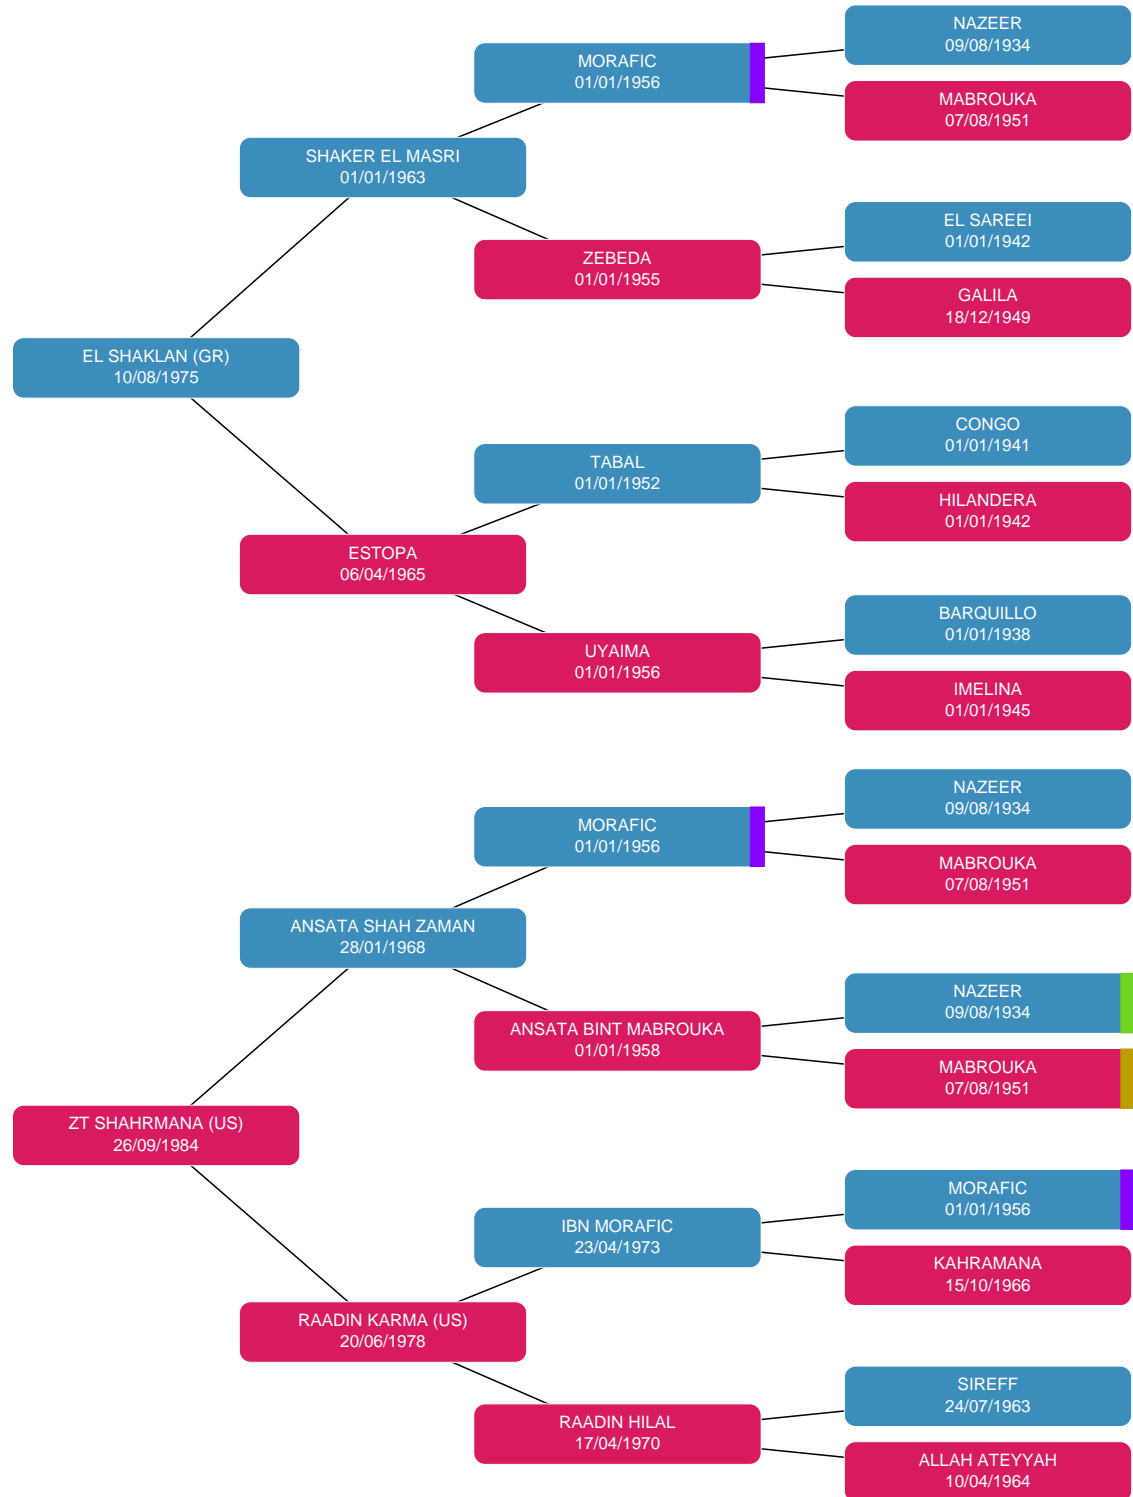 NAZEER
09/08/1934
MORAFIC
01/01/1956
MABROUKA
07/08/1951
SHAKER EL MASRI
01/01/1963
EL SAREEI
01/01/1942
ZEBEDA
01/01/1955
GALILA
18/12/1949
EL SHAKLAN (GR)
10/08/1975
CONGO
01/01/1941
TABAL
01/01/1952
HILANDERA
01/01/1942
ESTOPA
06/04/1965
BARQUILLO
01/01/1938
UYAIMA
01/01/1956
IMELINA
01/01/1945
NAZEER
09/08/1934
MORAFIC
01/01/1956
MABROUKA
07/08/1951
ANSATA SHAH ZAMAN
28/01/1968
NAZEER
09/08/1934
ANSATA BINT MABROUKA
01/01/1958
MABROUKA
07/08/1951
ZT SHAHRMANA (US)
26/09/1984
MORAFIC
01/01/1956
IBN MORAFIC
23/04/1973
KAHRAMANA
15/10/1966
RAADIN KARMA (US)
20/06/1978
SIREFF
24/07/1963
RAADIN HILAL
17/04/1970
ALLAH ATEYYAH
10/04/1964